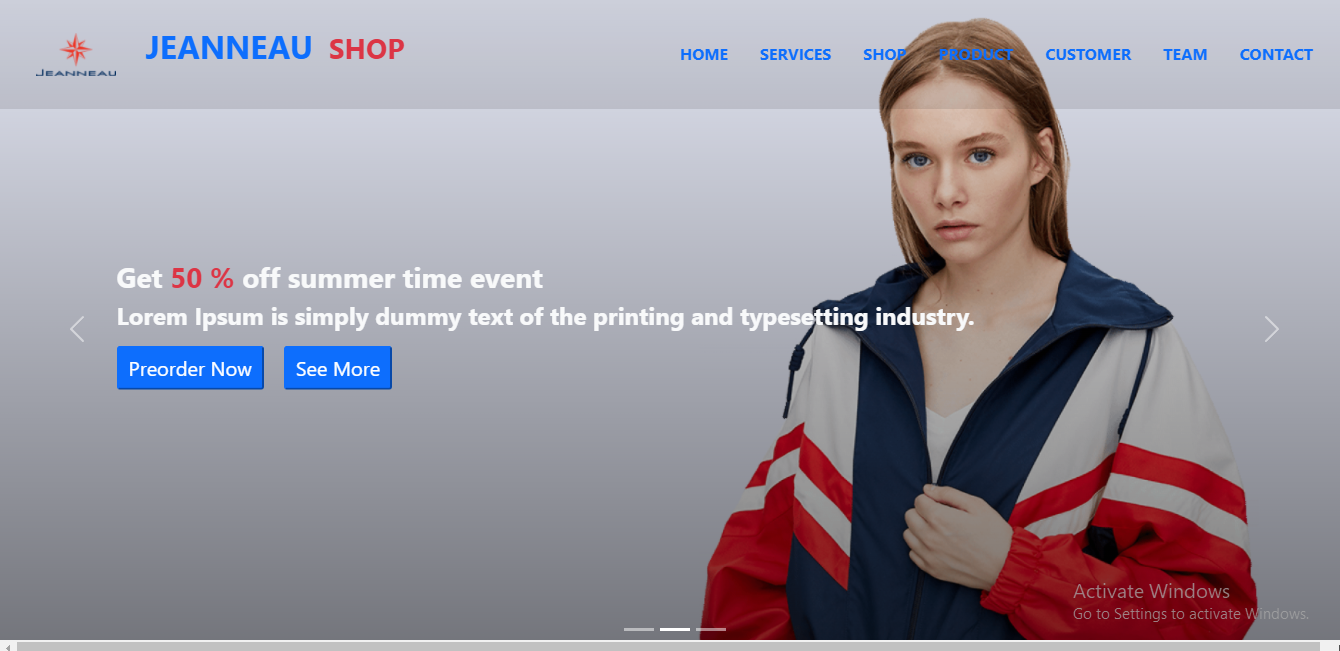 JEANNEAU SHOP
JEANNEAU
HOME SERVICES SHOP PRODUCT CUSTOMER TEAM CONTACT
Get 50 % off summer time event
Lorem Ipsum is simply dummy text of the printing and typesetting industry.
Preorder Now See More
Activate Windows
Go to Settings to activate Windows.